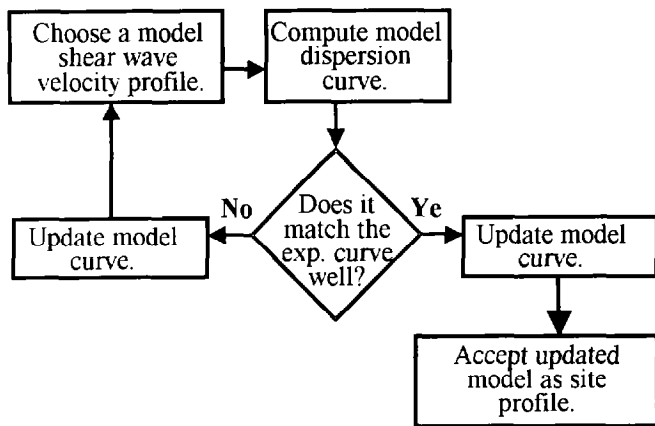 Choose a model
shear wave
velocity profile.
Compute model
dispersion
curve.
Does it
match the
exp. curve
well?
No
Ye
Update model
curve.
Update model
curve.
Accept updated
model as site
profile.